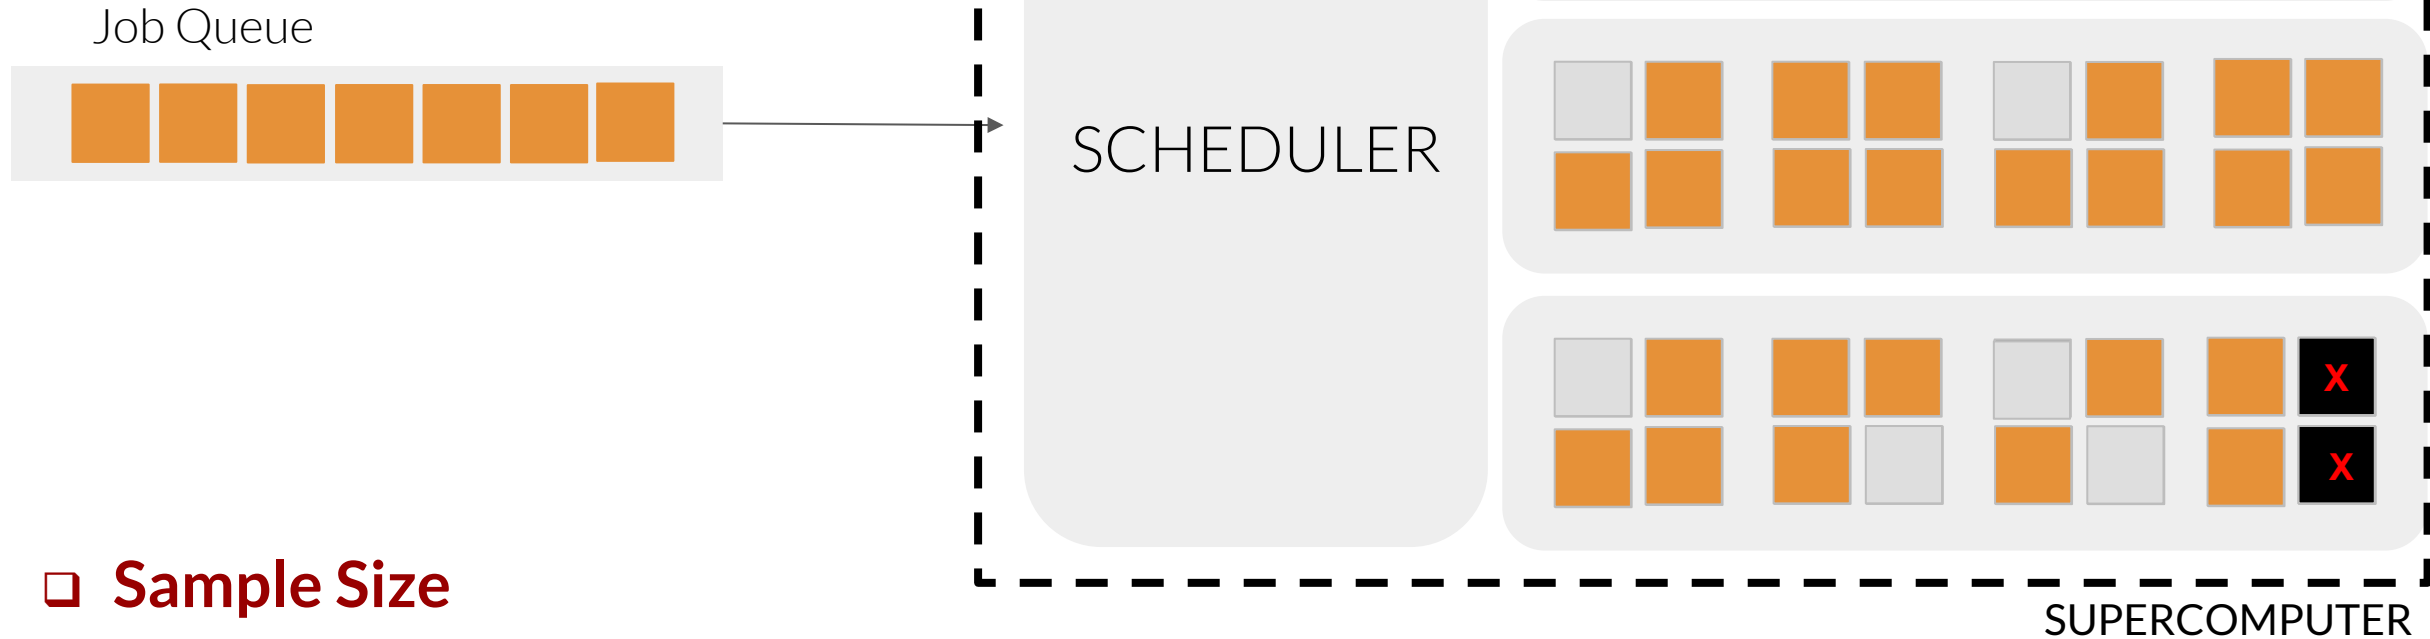 Job Queue
SCHEDULER
X
X
Sample Size
SUPERCOMPUTER